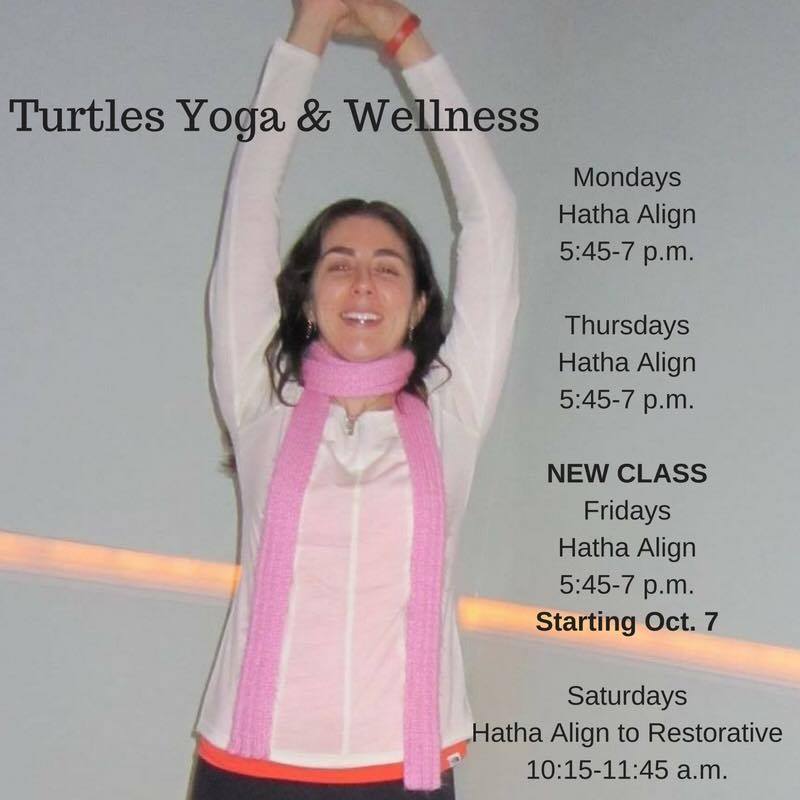 Turtles Yoga & Wellness
Mondays
Hatha Align
5:45-7 p.m.
Thursdays
Hatha Align
5:45-7 p.m.
NEW CLASS
Fridays
Hatha Align
5:45-7 p.m.
Starting Oct. 7
Saturdays
Hatha Align to Restorative
10:15-11:45 a.m.